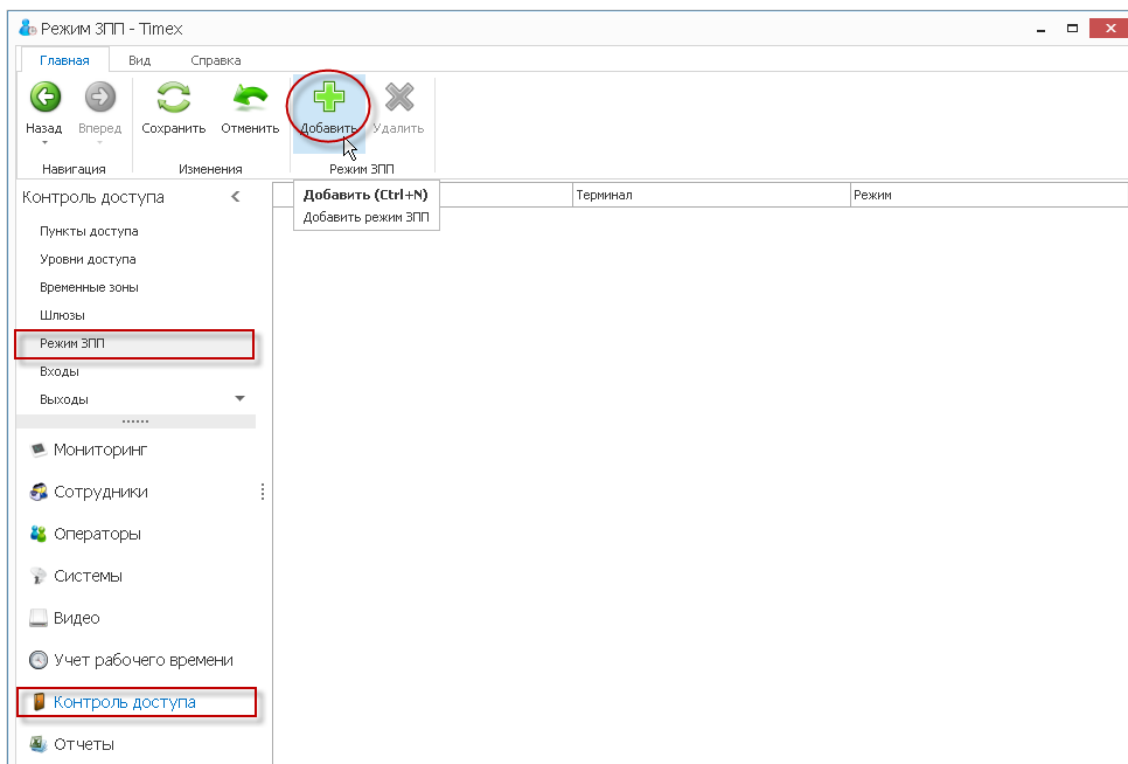 Режим ЗПП - Timex
Главная Вид Справка
Назад Вперед Сохранить Отменить Добавить Удалить
Навигация Изменения Режим ЗПП
Контроль доступа
Добавить (Ctrl+N)
Добавить режим ЗПП
Терминал Режим
Пункты доступа
Уровни доступа
Временные зоны
Шлюзы
Режим ЗПП
Входы
Выходы
Мониторинг
Сотрудники
Операторы
Системы
Видео
Учет рабочего времени
Контроль доступа
Отчеты